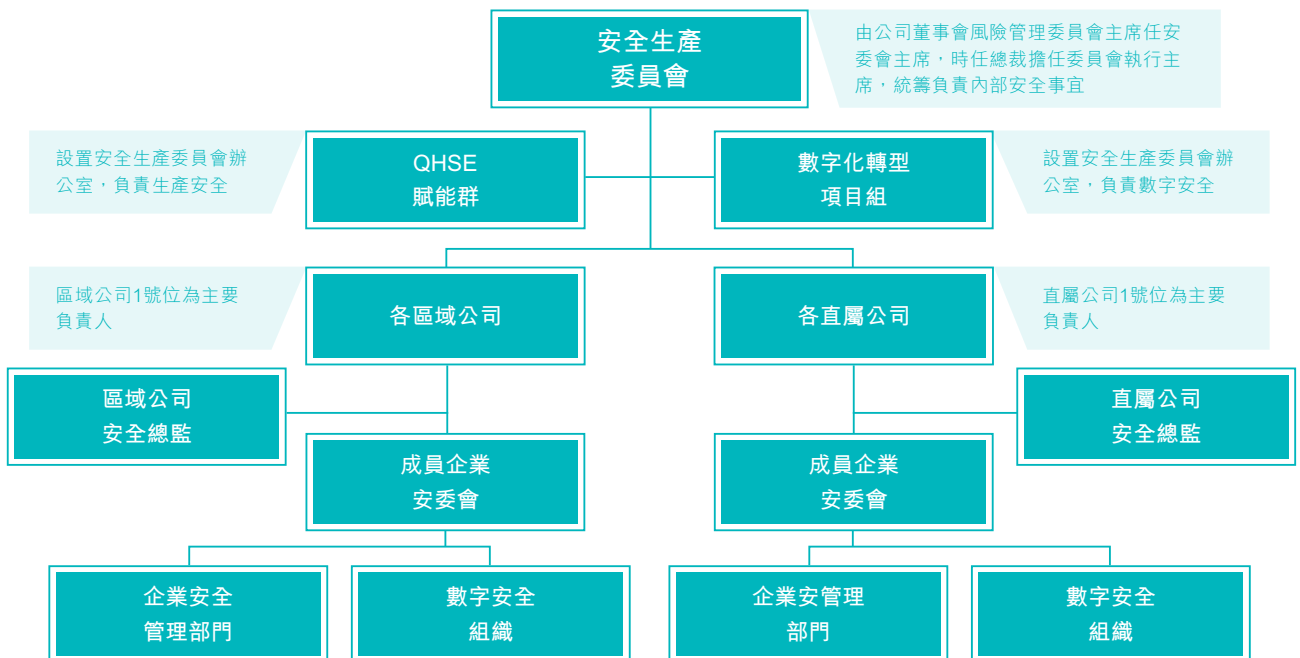 安全生產
委員會
由公司董事會風險管理委員會主席任安
委會主席，時任總裁擔任委員會執行主
席，統籌負責內部安全事宜
設置安全生產委員會辦
公室，負責生產安全
QHSE
賦能群
數字化轉型
項目組
設置安全生產委員會辦
公室，負責數字安全
區域公司1號位為主要
負責人
各區域公司
各直屬公司
直屬公司1號位為主要
負責人
區域公司
安全總監
直屬公司
安全總監
成員企業
安委會
成員企業
安委會
企業安全
管理部門
數字安全
組織
企業安管理
部門
數字安全
組織